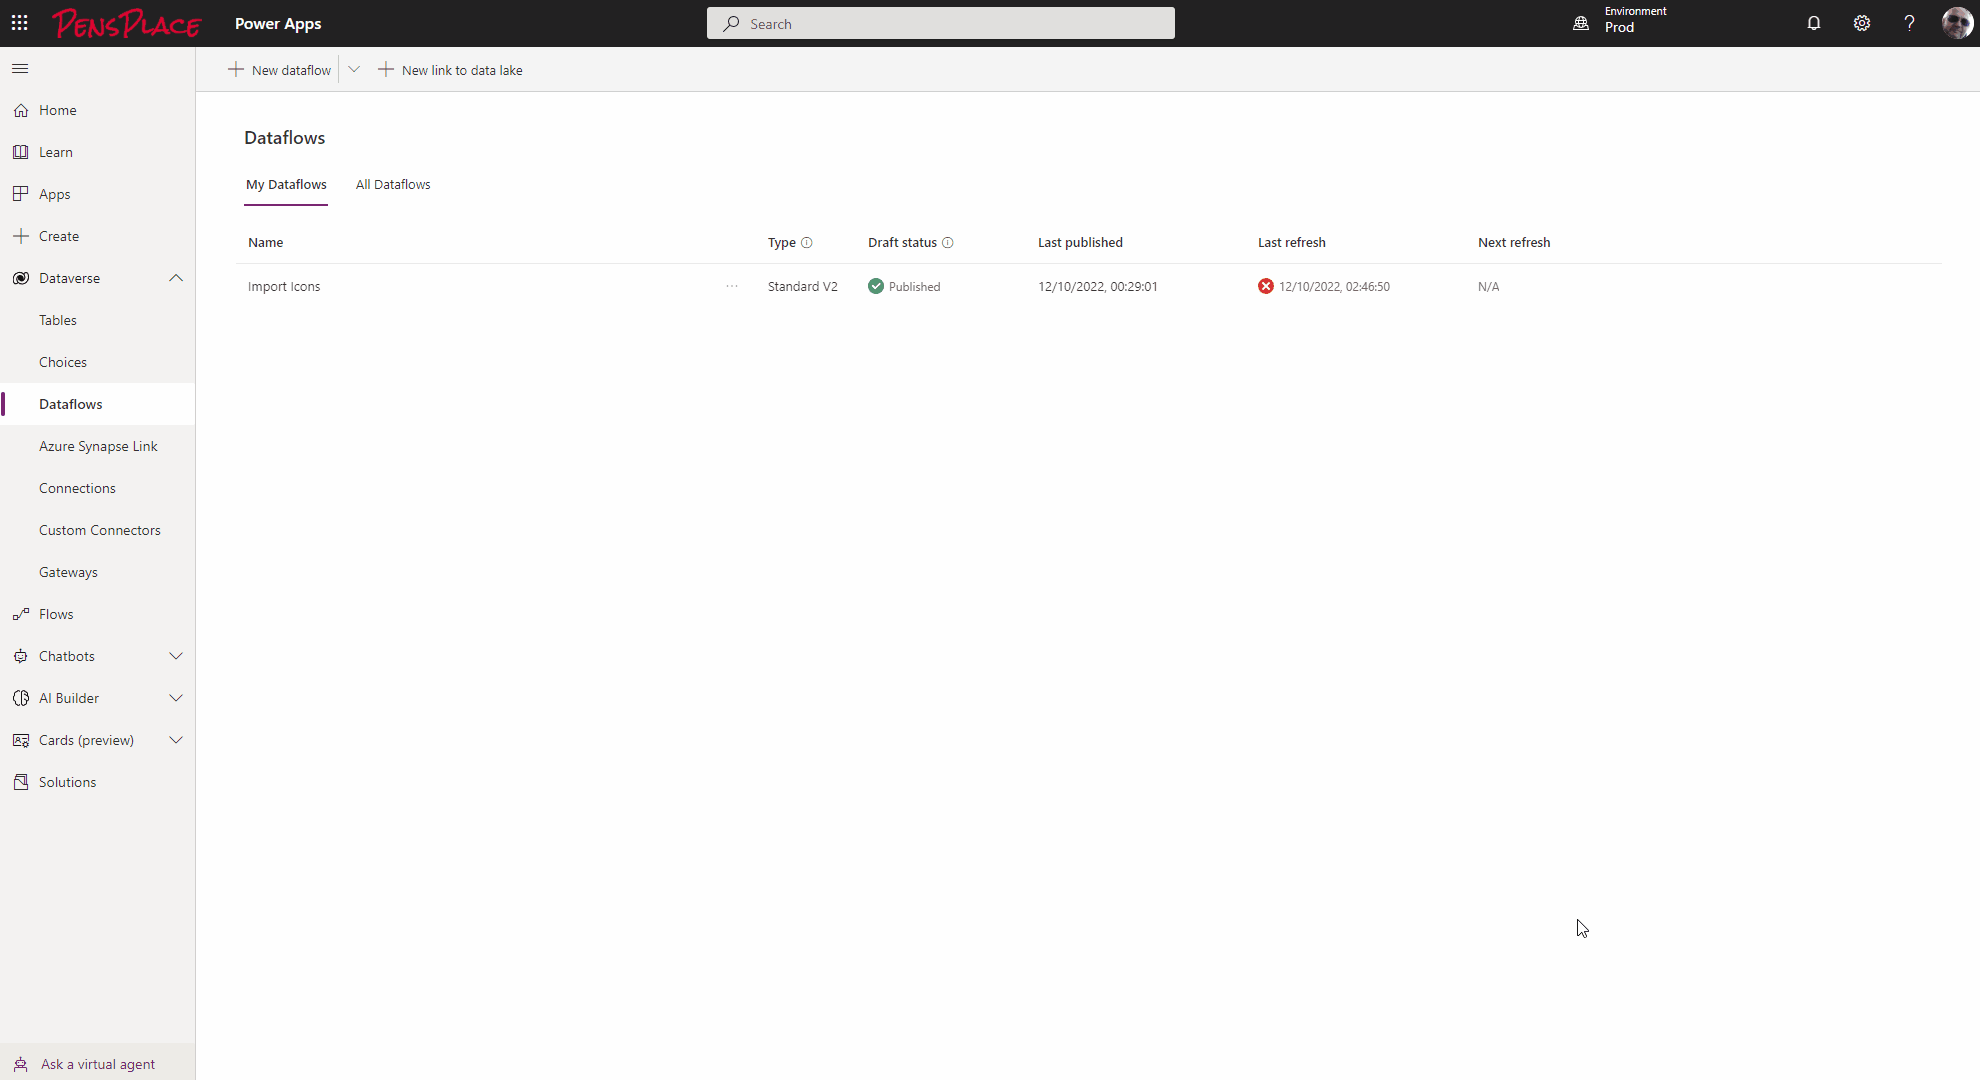 PENSPLACE
Power Apps
Search
Environment
Prod
?
New dataflow
New link to data lake
Home
Learn
Apps
Create
Dataverse
Tables
Choices
Dataflows
Azure Synapse Link
Connections
Custom Connectors
Gateways
Flows
Chatbots
AI Builder
Cards (preview)
Solutions
Ask a virtual agent
Dataflows
My Dataflows All Dataflows
Name Type Draft status Last published Last refresh Next refresh
Import Icons ... Standard V2 Published 12/10/2022, 00:29:01 12/10/2022, 02:46:50 N/A